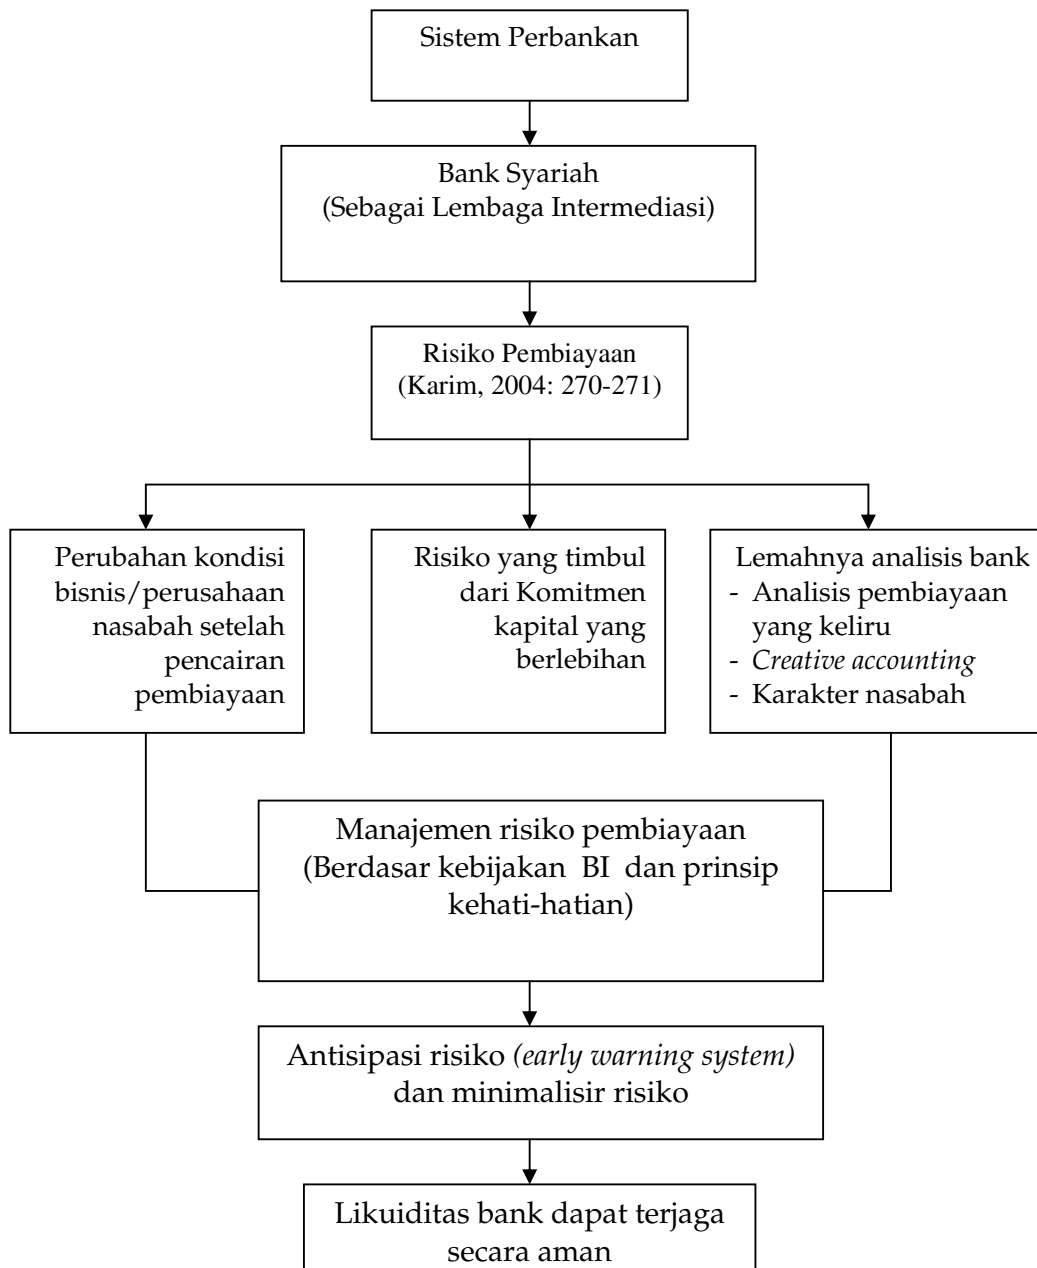 Sistem Perbankan
Bank Syariah
(Sebagai Lembaga Intermediasi)
Risiko Pembiayaan
(Karim, 2004: 270-271)
Perubahan kondisi
bisnis/perusahaan
nasabah setelah
pencairan
pembiayaan
Risiko yang timbul
dari Komitmen
kapital yang
berlebihan
Lemahnya analisis bank
- Analisis pembiayaan
yang keliru
- Creative accounting
- Karakter nasabah
Manajemen risiko pembiayaan
(Berdasar kebijakan BI dan prinsip
kehati-hatian)
Antisipasi risiko (early warning system)
dan minimalisir risiko
Likuiditas bank dapat terjaga
secara aman